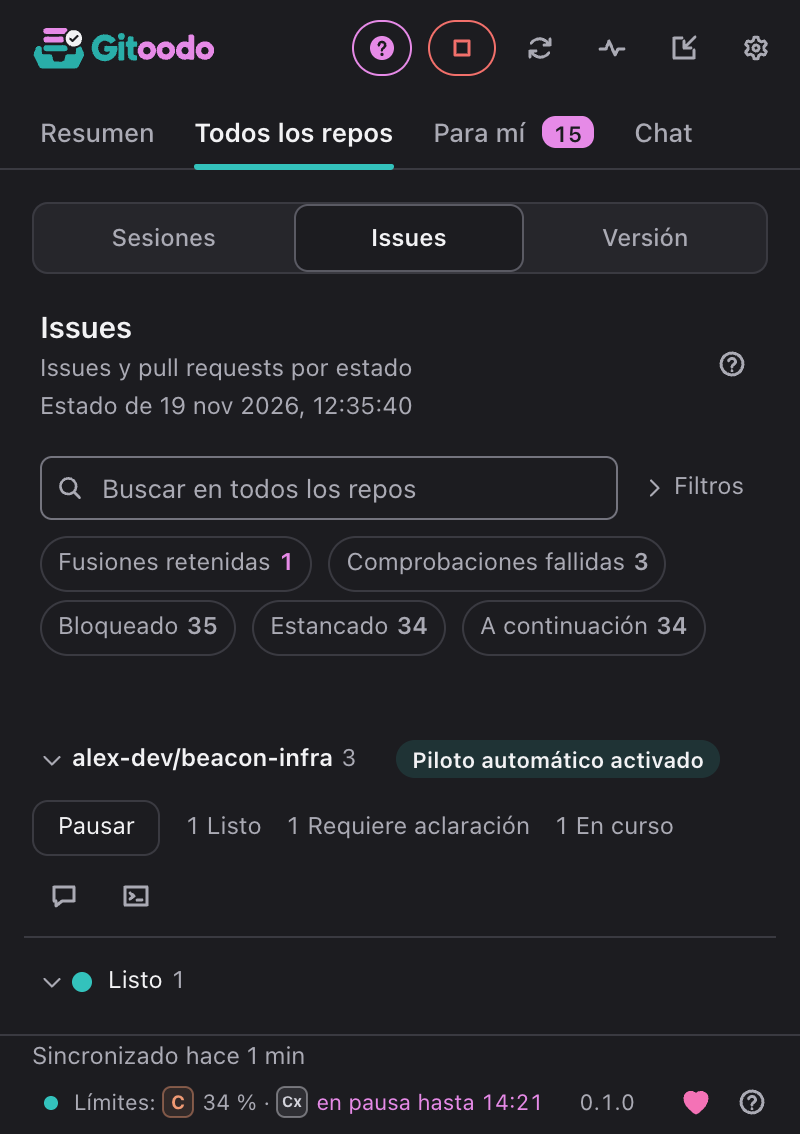 Gitoodo
Resumen Todos los repos Para mí 15 Chat
Sesiones Issues Versión
Issues
Issues y pull requests por estado
Estado de 19 nov 2026, 12:35:40
Buscar en todos los repos Filtros
Fusiones retenidas 1 Comprobaciones fallidas 3
Bloqueado 35 Estancado 34 A continuación 34
alex-dev/beacon-infra 3 Piloto automático activado
Pausar 1 Listo 1 Requiere aclaración 1 En curso
Listo 1
Sincronizado hace 1 min
Límites: C 34 % · Cx en pausa hasta 14:21 0.1.0